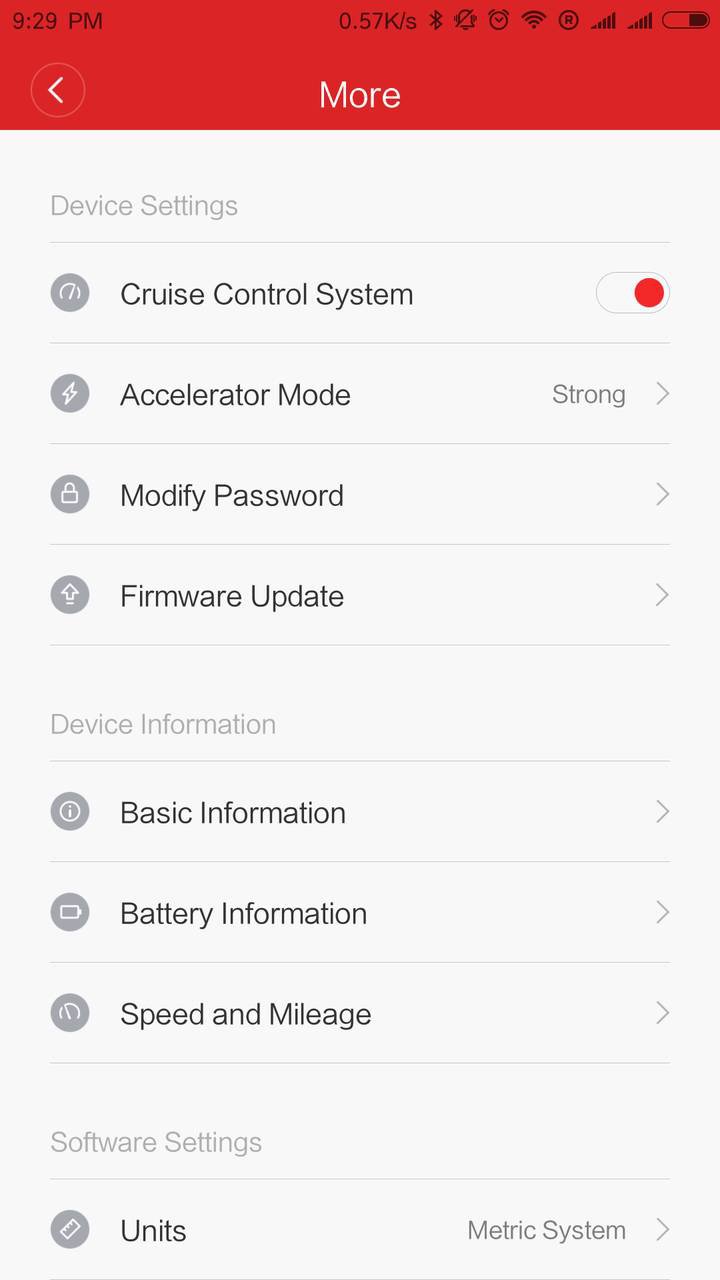 9:29 PM 0.57K/s R
More
Device Settings
Cruise Control System
Accelerator Mode Strong
Modify Password
Firmware Update
Device Information
Basic Information
Battery Information
Speed and Mileage
Software Settings
Units Metric System